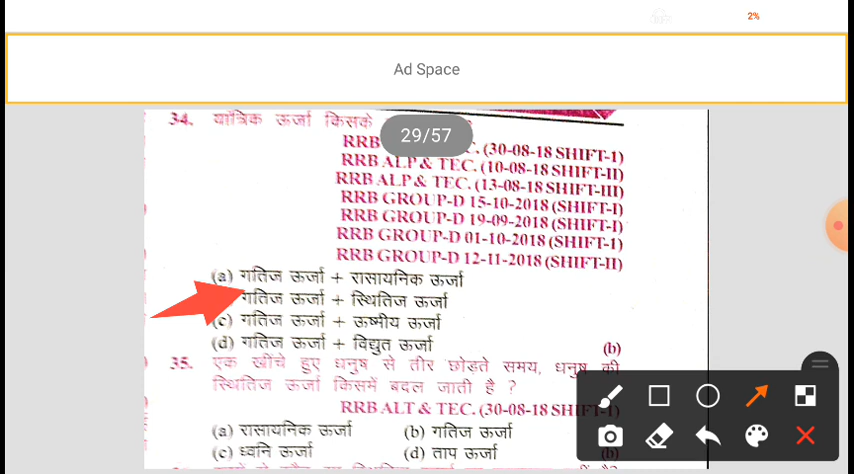 2%
Ad Space
34. यांत्रिक ऊर्जा किसके
29/57
RRB C. (30-08-18 SHIFT-1)
RRB ALP & TEC. (10-08-18 SHIFT-II)
RRB ALP & TEC. (13-08-18 SHIFT-III)
RRB GROUP-D 15-10-2018 (SHIFT-I)
RRB GROUP-D 19-09-2018 (SHIFT-I)
RRB GROUP-D 01-10-2018 (SHIFT-1)
RRB GROUP-D 12-11-2018 (SHIFT-II)
(a) गतिज ऊर्जा + रासायनिक ऊर्जा
गतिज ऊर्जा + स्थितिज ऊर्जा
(c) गतिज ऊर्जा + ऊष्मीय ऊर्जा
(d) गतिज ऊर्जा + विद्युत ऊर्जा (b)
35. एक खींचे हुए धनुष से तीर छोड़ते समय, धनुष की
स्थितिज ऊर्जा किसमें बदल जाती है ?
RRB ALT & TEC. (30-08-18 SHIFT-1)
(a) रासायनिक ऊर्जा (b) गतिज ऊर्जा
(c) ध्वनि ऊर्जा (d) ताप ऊर्जा (b)